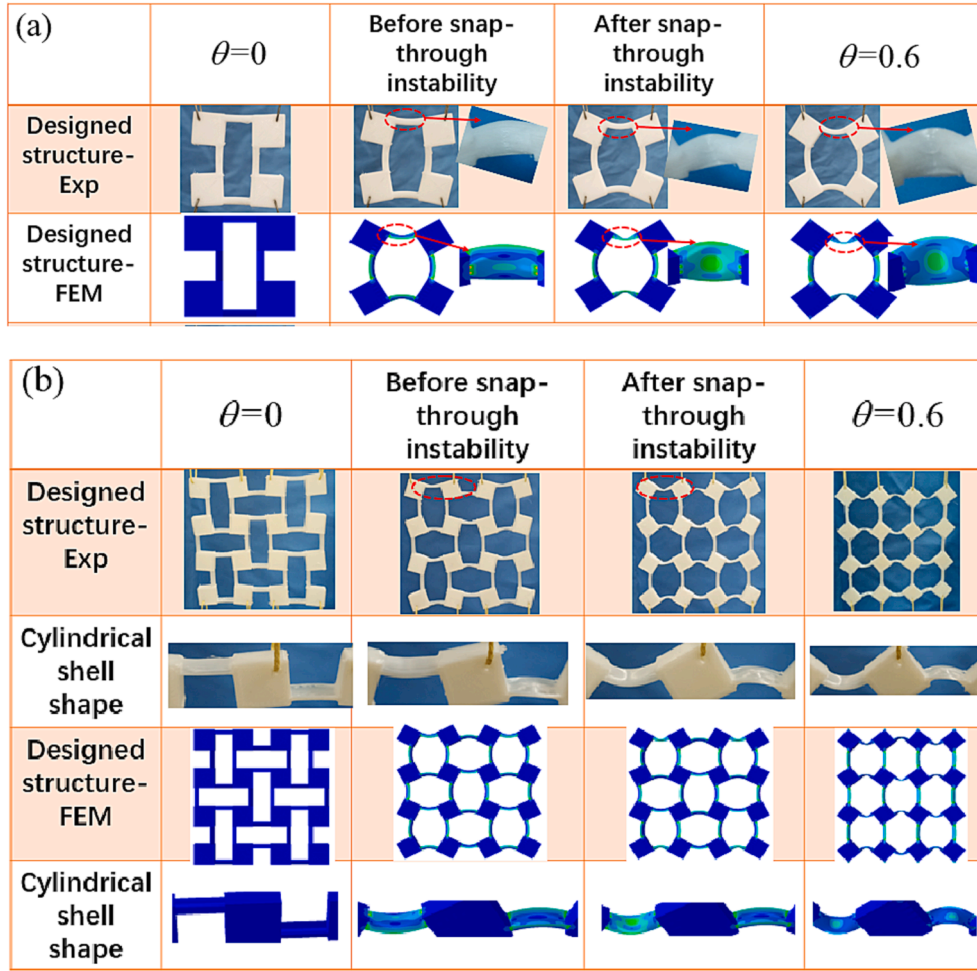 (a)
θ=0
Before snap-
through
instability
After snap-
through
instability
θ=0.6
Designed
structure-
Exp
Designed
structure-
FEM
(b)
θ=0
Before snap-
through
instability
After snap-
through
instability
θ=0.6
Designed
structure-
Exp
Cylindrical
shell
shape
Designed
structure-
FEM
Cylindrical
shell
shape